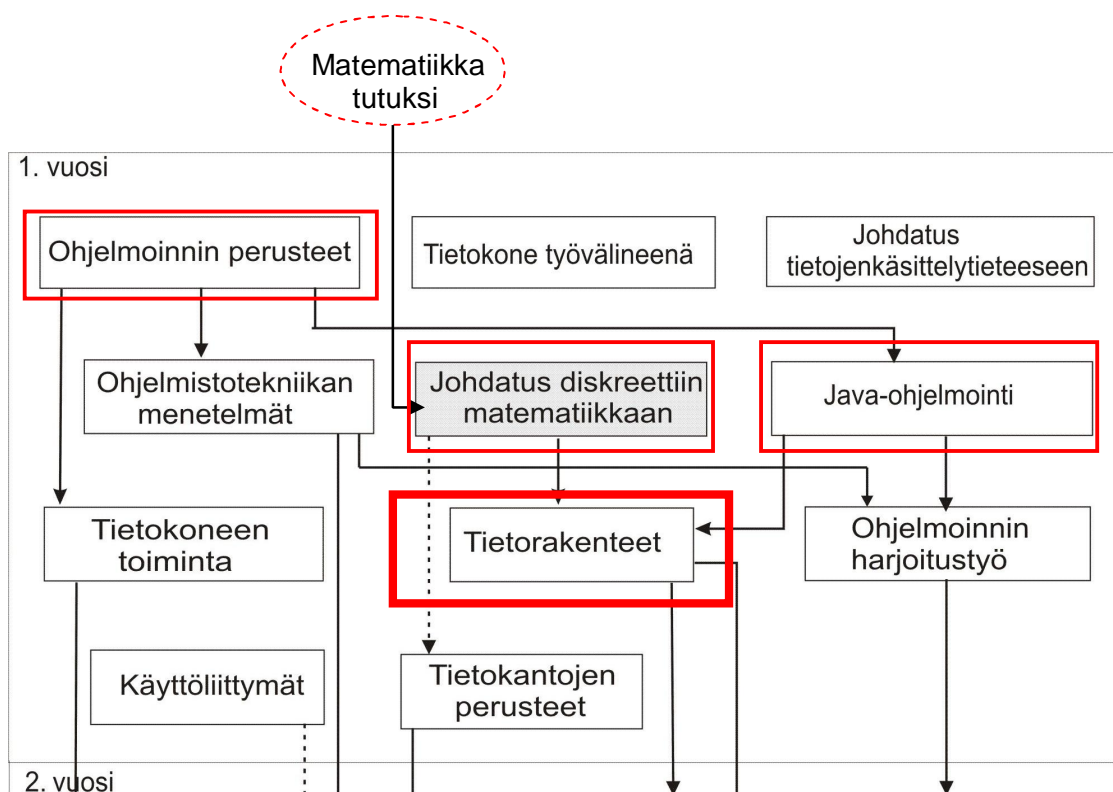 Matematiikka
tutuksi
1. vuosi
Ohjelmoinnin perusteet
Tietokone työvälineenä
Johdatus
tietojenkäsittelytieteeseen
Ohjelmistotekniikan
menetelmät
Johdatus diskreettiin
matematiikkaan
Java-ohjelmointi
Tietokoneen
toiminta
Tietorakenteet
Ohjelmoinnin
harjoitustyö
Käyttöliittymät
Tietokantojen
perusteet
2. vuosi